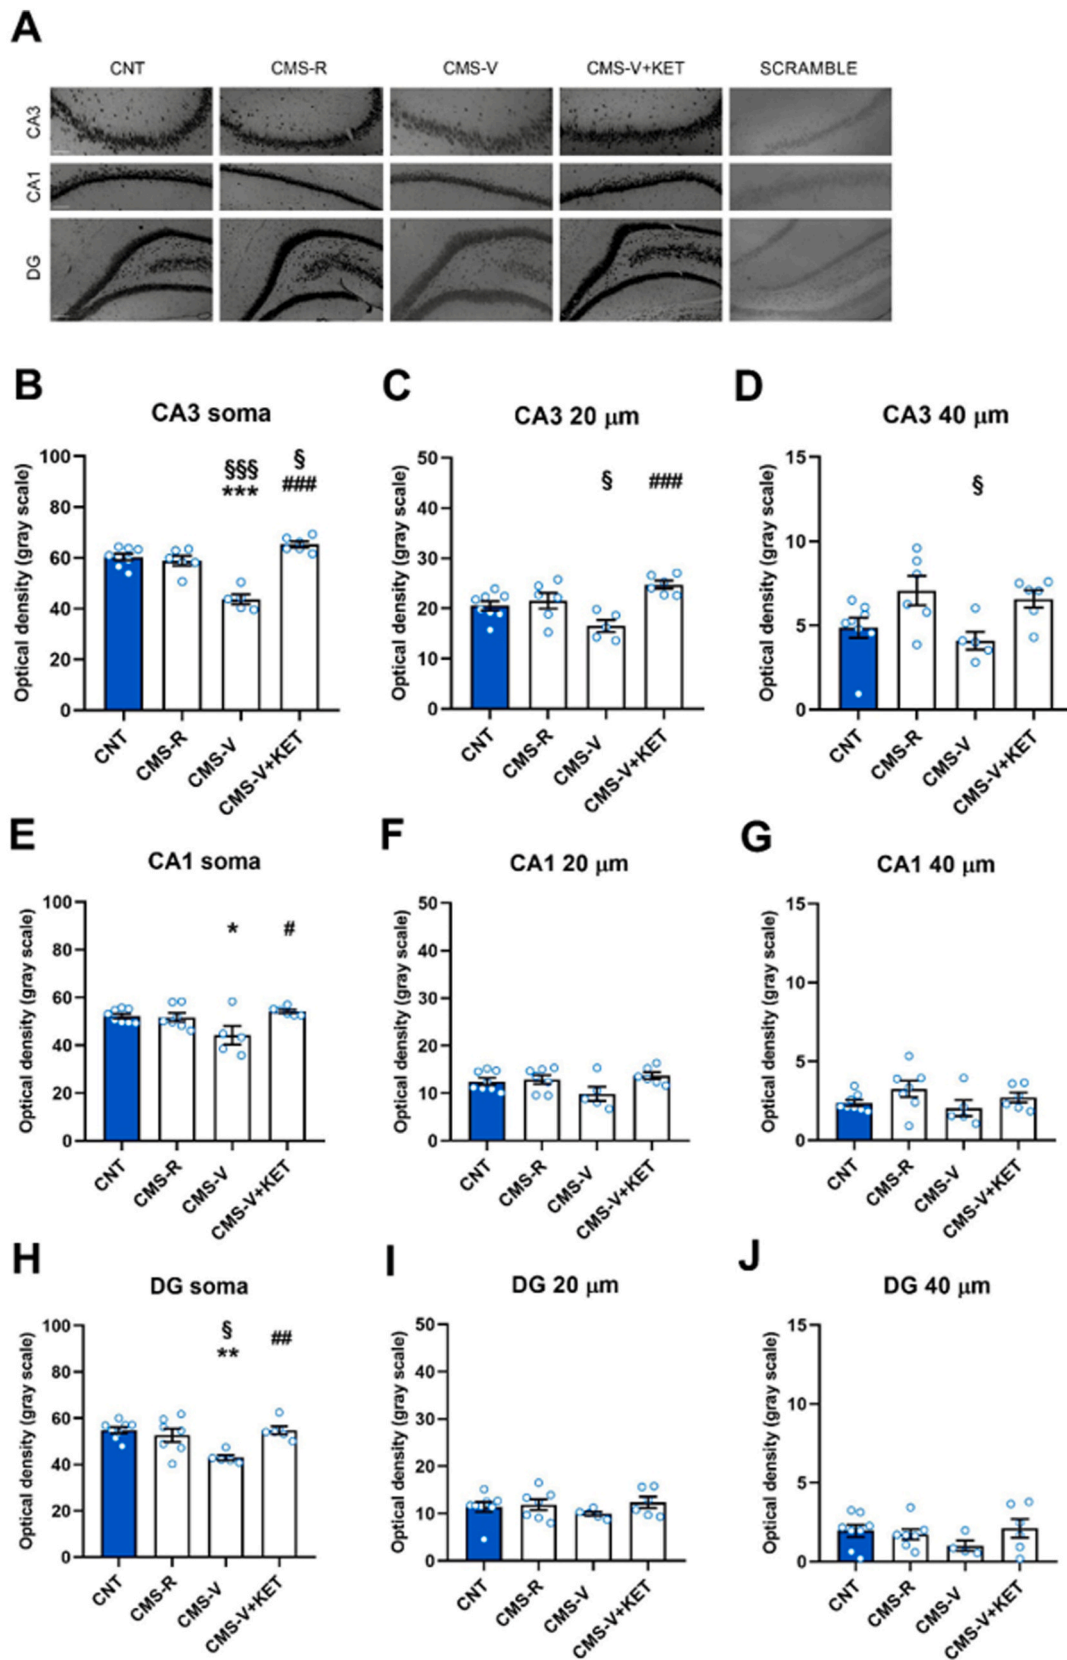 A
CNT CMS-R CMS-V CMS-V+KET SCRAMBLE
CA3
CA1
DG
B
CA3 soma
Optical density (gray scale)
100
80
60
40
20
0
§§§
***
§
###
CNT
CMS-R
CMS-V
CMS-V+KET
C
CA3 20 μm
Optical density (gray scale)
50
40
30
20
10
0
§
###
CNT
CMS-R
CMS-V
CMS-V+KET
D
CA3 40 μm
Optical density (gray scale)
15
10
5
0
§
CNT
CMS-R
CMS-V
CMS-V+KET
E
CA1 soma
Optical density (gray scale)
100
80
60
40
20
0
*
#
CNT
CMS-R
CMS-V
CMS-V+KET
F
CA1 20 μm
Optical density (gray scale)
50
40
30
20
10
0
CNT
CMS-R
CMS-V
CMS-V+KET
G
CA1 40 μm
Optical density (gray scale)
15
10
5
0
CNT
CMS-R
CMS-V
CMS-V+KET
H
DG soma
Optical density (gray scale)
100
80
60
40
20
0
§
**
##
CNT
CMS-R
CMS-V
CMS-V+KET
I
DG 20 μm
Optical density (gray scale)
50
40
30
20
10
0
CNT
CMS-R
CMS-V
CMS-V+KET
J
DG 40 μm
Optical density (gray scale)
15
10
5
0
CNT
CMS-R
CMS-V
CMS-V+KET